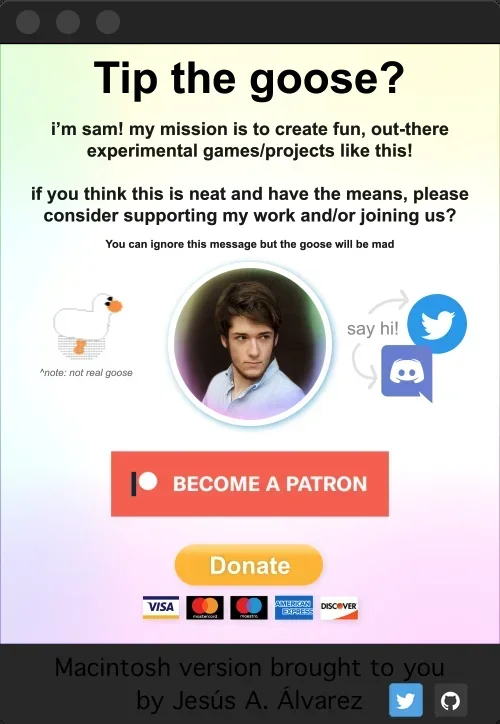 Tip the goose?
i’m sam! my mission is to create fun, out-there
experimental games/projects like this!
if you think this is neat and have the means, please
consider supporting my work and/or joining us?
You can ignore this message but the goose will be mad
say hi!
^note: not real goose
BECOME A PATRON
Donate
VISA mastercard maestro AMERICAN EXPRESS DISCOVER
Macintosh version brought to you
by Jesús A. Álvarez